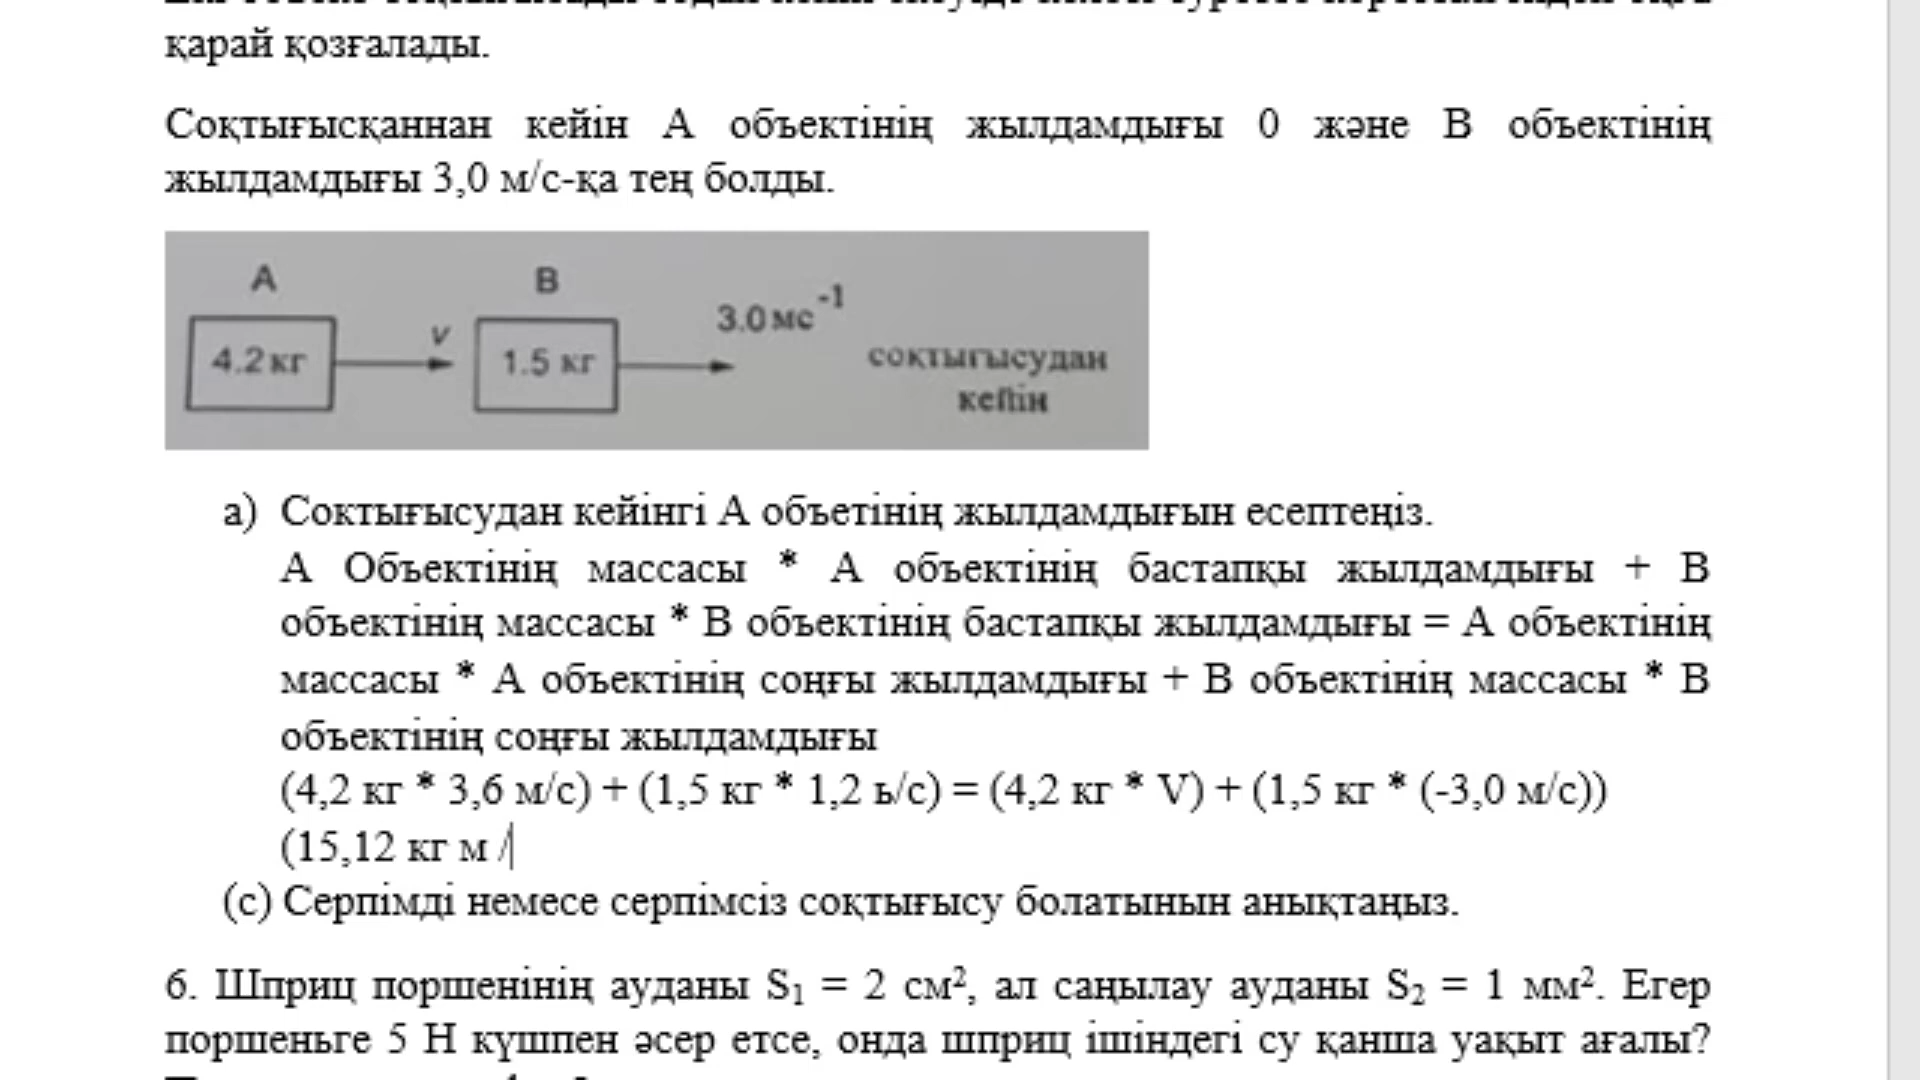 қарай қозғалады.
Соқтығысқаннан кейін А объектінің жылдамдығы 0 және В объектінің
жылдамдығы 3,0 м/с-қа тең болды.
A B
4.2 кг v 1.5 кг 3.0 мс⁻¹
соқтығысудан
кейін
а) Соктығысудан кейінгі А объетінің жылдамдығын есептеңіз.
А Объектінің массасы * А объектінің бастапқы жылдамдығы + В
объектінің массасы * В объектінің бастапқы жылдамдығы = А объектінің
массасы * А объектінің соңғы жылдамдығы + В объектінің массасы * В
объектінің соңғы жылдамдығы
(4,2 кг * 3,6 м/с) + (1,5 кг * 1,2 ь/с) = (4,2 кг * V) + (1,5 кг * (-3,0 м/с))
(15,12 кг м /
(с) Серпімді немесе серпімсіз соқтығысу болатынын анықтаңыз.
6. Шприц поршенінің ауданы S₁ = 2 см², ал саңылау ауданы S₂ = 1 мм². Егер
поршеньге 5 Н күшпен әсер етсе, онда шприц ішіндегі су қанша уақыт ағалы?